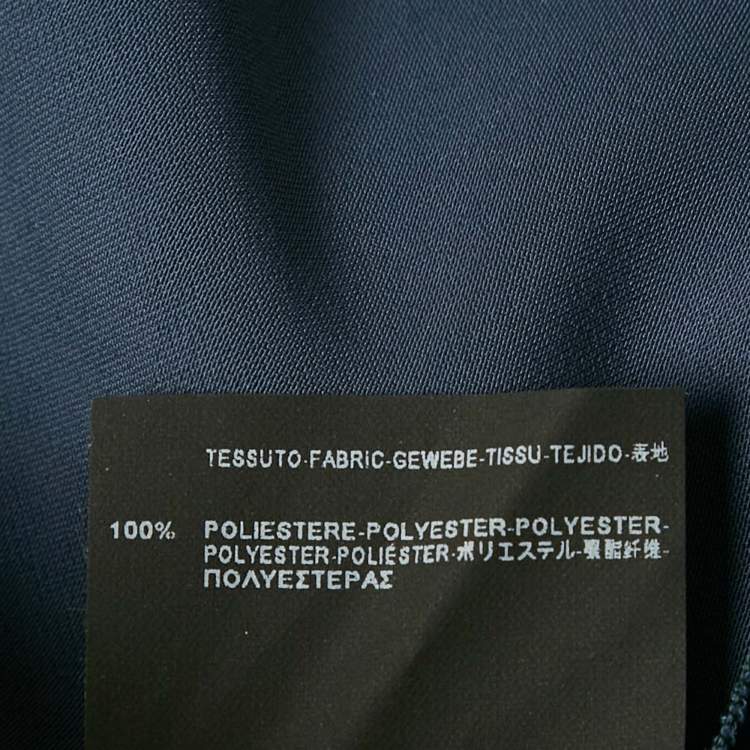 TESSUTO-FABRIC-GEWEBE-TISSU-TEJIDO-表地
100% POLIESTERE-POLYESTER-POLYESTER-
POLYESTER-POLIÉSTER-ポリエステル-聚酯纤维-
ΠΟΛΥΕΣΤΕΡΑΣ